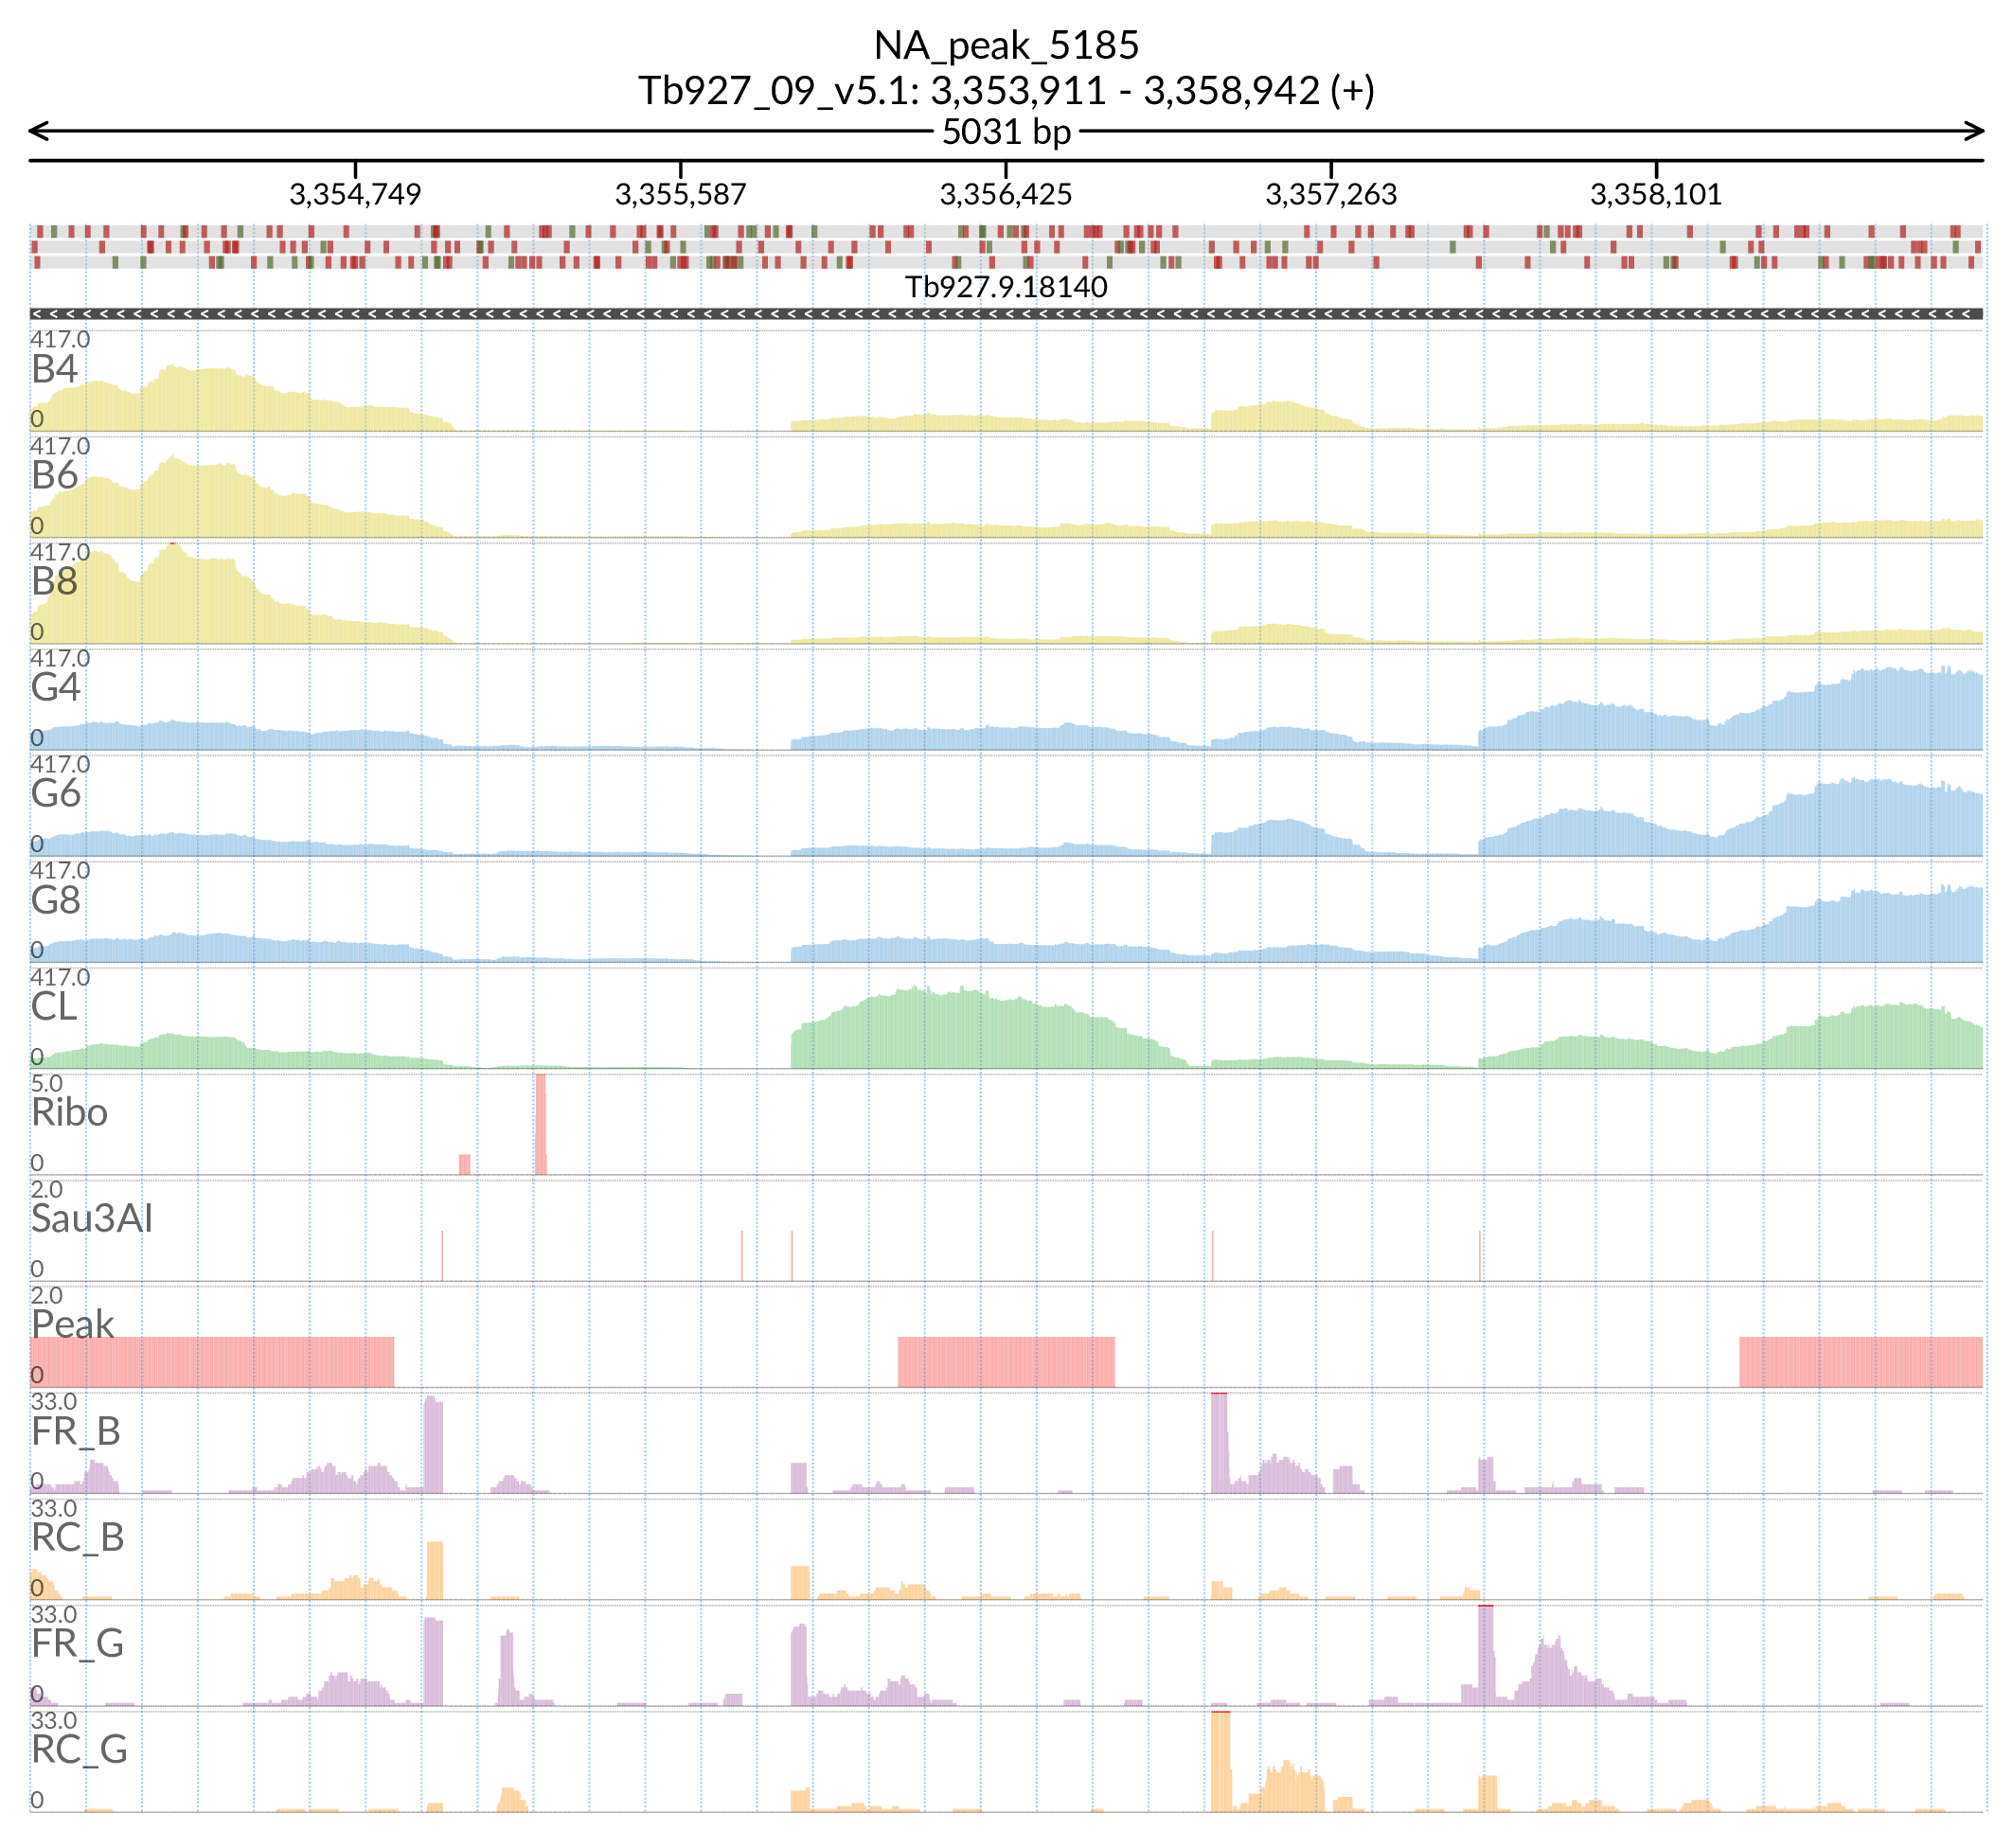 NA_peak_5185
Tb927_09_v5.1: 3,353,911 - 3,358,942 (+)
5031 bp
3,354,749 3,355,587 3,356,425 3,357,263 3,358,101
Tb927.9.18140
417.0
B4
0
417.0
B6
0
417.0
B8
0
417.0
G4
0
417.0
G6
0
417.0
G8
0
417.0
CL
0
5.0
Ribo
0
2.0
Sau3AI
0
2.0
Peak
0
33.0
FR_B
0
33.0
RC_B
0
33.0
FR_G
0
33.0
RC_G
0